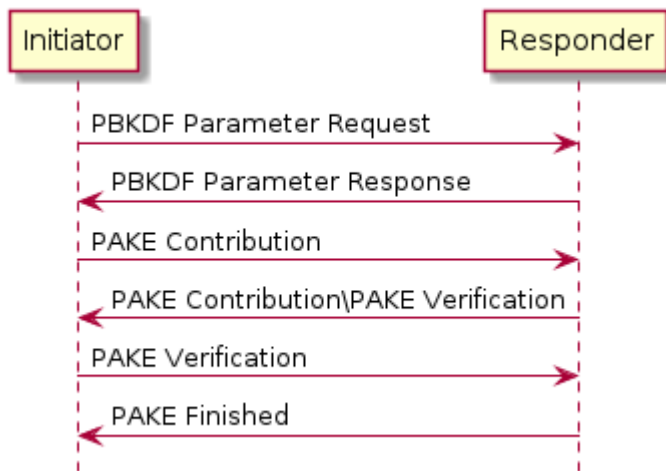 Initiator
Responder
PBKDF Parameter Request
PBKDF Parameter Response
PAKE Contribution
PAKE Contribution\PAKE Verification
PAKE Verification
PAKE Finished